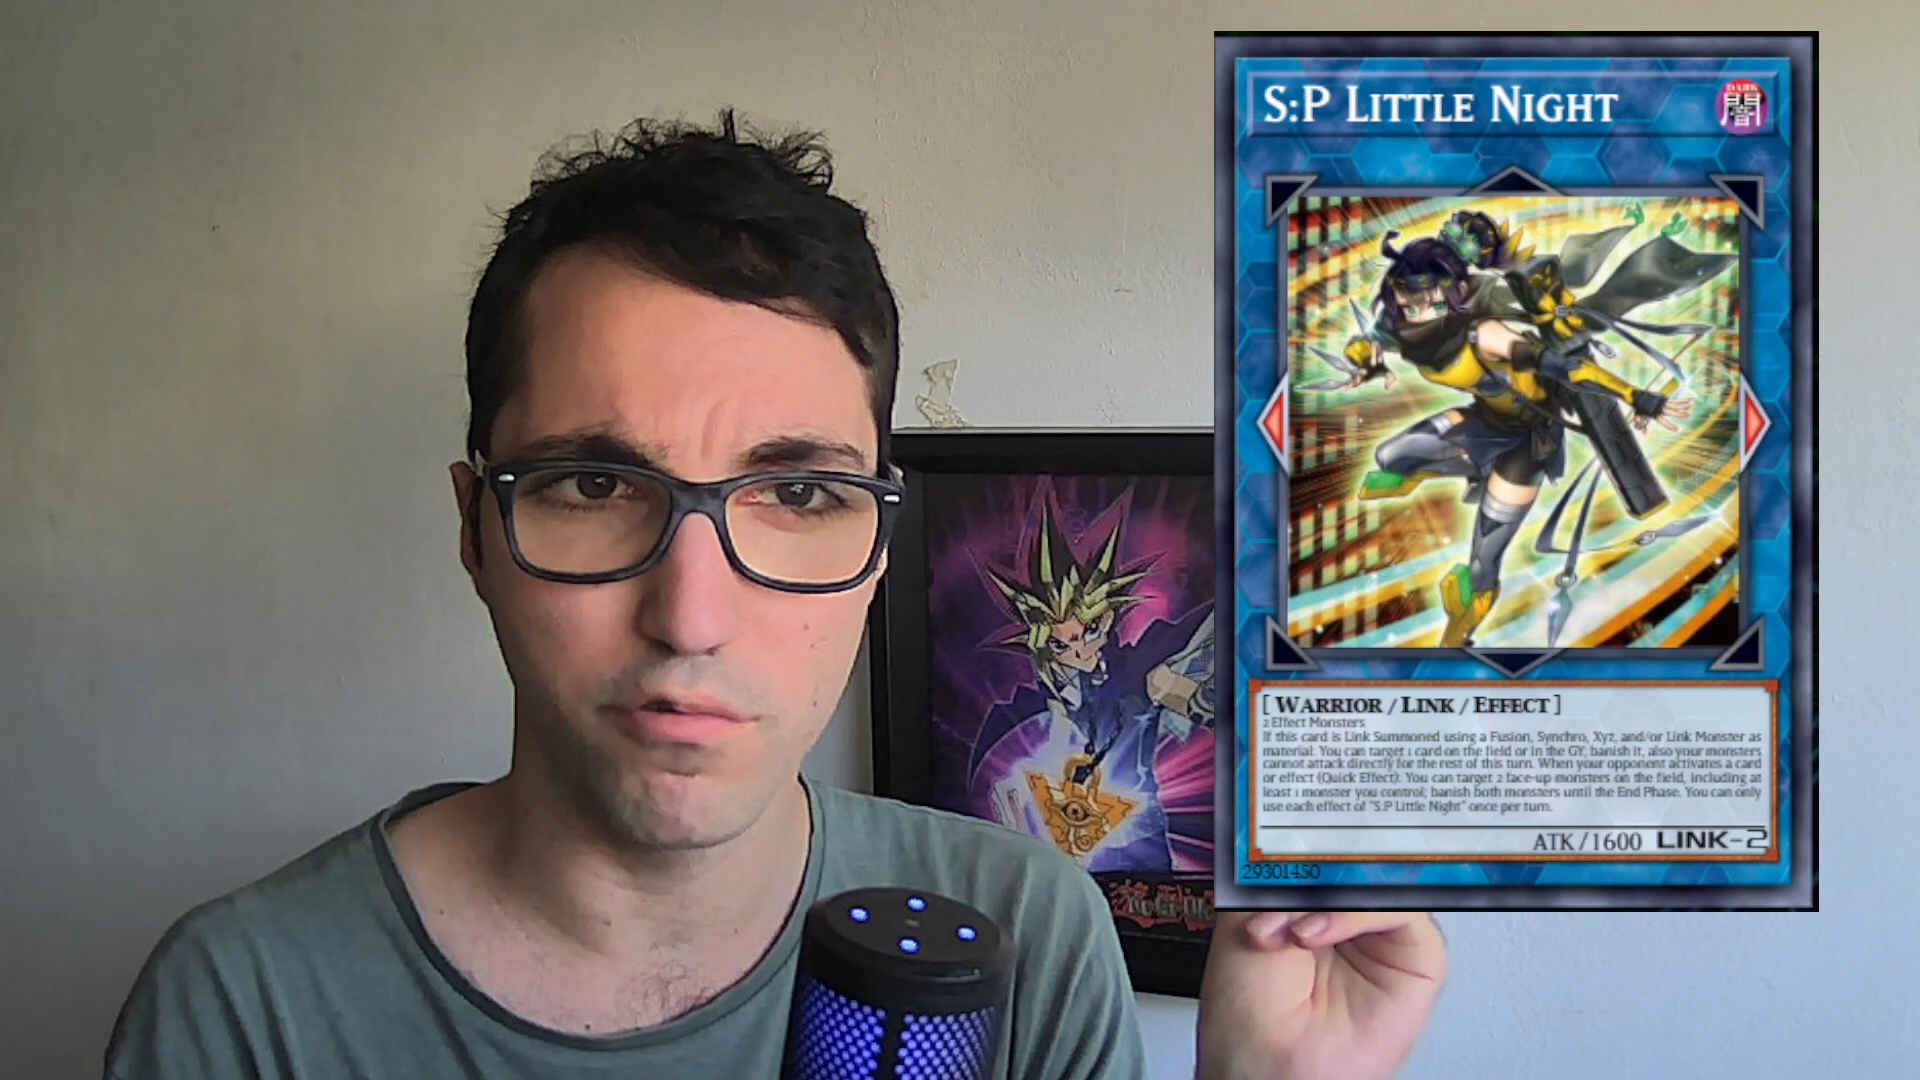 S:P LITTLE NIGHT
DARK
闇
[ WARRIOR / LINK / EFFECT ]
2 Effect Monsters
If this card is Link Summoned using a Fusion, Synchro, Xyz, and/or Link Monster as
material: You can target 1 card on the field or in the GY; banish it, also your monsters
cannot attack directly for the rest of this turn. When your opponent activates a card
or effect (Quick Effect): You can target 2 face-up monsters on the field, including at
least 1 monster you control; banish both monsters until the End Phase. You can only
use each effect of "S:P Little Night" once per turn.
ATK / 1600 LINK-2
29301450